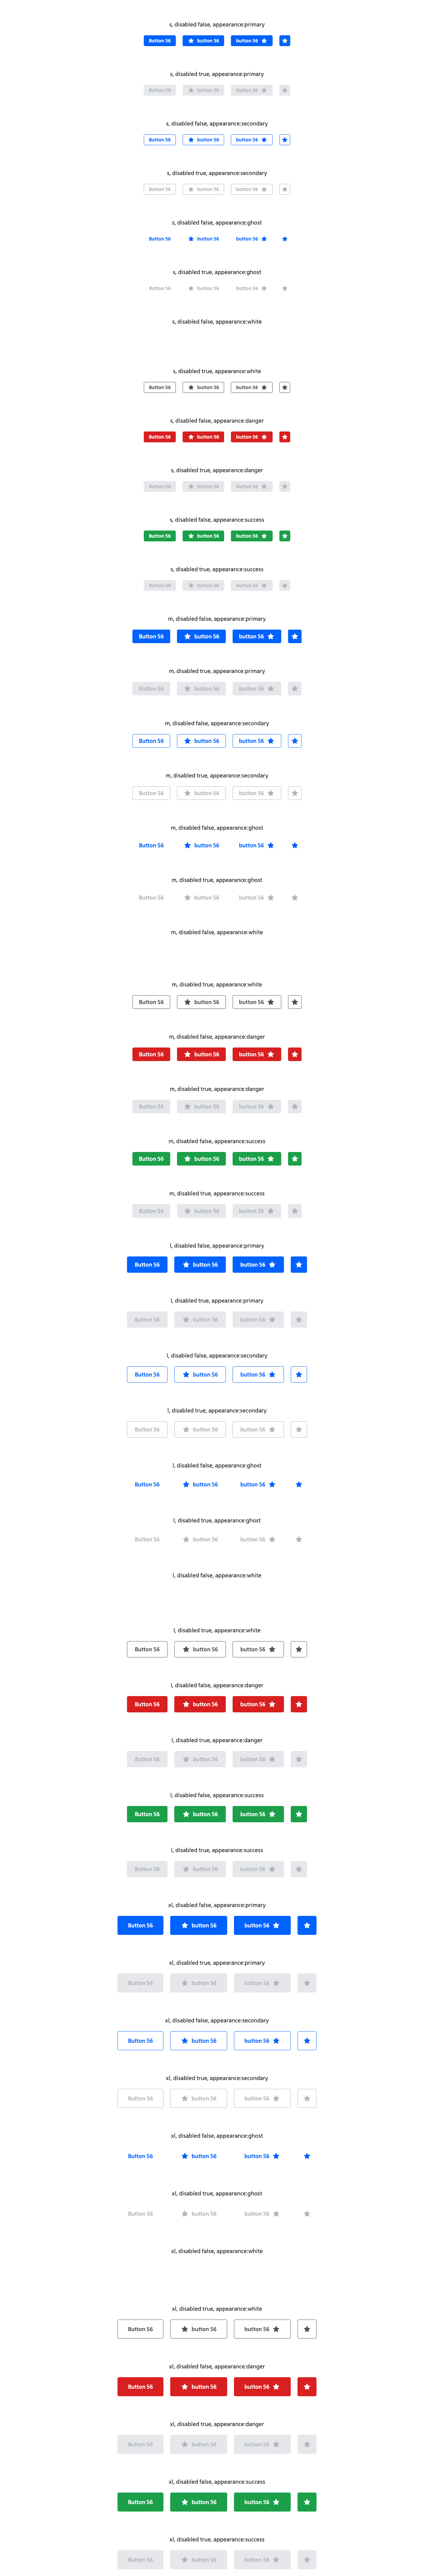 s, disabled false, appearance:primary
Button 56 button 56 button 56
s, disabled true, appearance:primary
Button 56 button 56 button 56
s, disabled false, appearance:secondary
Button 56 button 56 button 56
s, disabled true, appearance:secondary
Button 56 button 56 button 56
s, disabled false, appearance:ghost
Button 56 button 56 button 56
s, disabled true, appearance:ghost
Button 56 button 56 button 56
s, disabled false, appearance:white
s, disabled true, appearance:white
Button 56 button 56 button 56
s, disabled false, appearance:danger
Button 56 button 56 button 56
s, disabled true, appearance:danger
Button 56 button 56 button 56
s, disabled false, appearance:success
Button 56 button 56 button 56
s, disabled true, appearance:success
Button 56 button 56 button 56
m, disabled false, appearance:primary
Button 56 button 56 button 56
m, disabled true, appearance:primary
Button 56 button 56 button 56
m, disabled false, appearance:secondary
Button 56 button 56 button 56
m, disabled true, appearance:secondary
Button 56 button 56 button 56
m, disabled false, appearance:ghost
Button 56 button 56 button 56
m, disabled true, appearance:ghost
Button 56 button 56 button 56
m, disabled false, appearance:white
m, disabled true, appearance:white
Button 56 button 56 button 56
m, disabled false, appearance:danger
Button 56 button 56 button 56
m, disabled true, appearance:danger
Button 56 button 56 button 56
m, disabled false, appearance:success
Button 56 button 56 button 56
m, disabled true, appearance:success
Button 56 button 56 button 56
l, disabled false, appearance:primary
Button 56 button 56 button 56
l, disabled true, appearance:primary
Button 56 button 56 button 56
l, disabled false, appearance:secondary
Button 56 button 56 button 56
l, disabled true, appearance:secondary
Button 56 button 56 button 56
l, disabled false, appearance:ghost
Button 56 button 56 button 56
l, disabled true, appearance:ghost
Button 56 button 56 button 56
l, disabled false, appearance:white
l, disabled true, appearance:white
Button 56 button 56 button 56
l, disabled false, appearance:danger
Button 56 button 56 button 56
l, disabled true, appearance:danger
Button 56 button 56 button 56
l, disabled false, appearance:success
Button 56 button 56 button 56
l, disabled true, appearance:success
Button 56 button 56 button 56
xl, disabled false, appearance:primary
Button 56 button 56 button 56
xl, disabled true, appearance:primary
Button 56 button 56 button 56
xl, disabled false, appearance:secondary
Button 56 button 56 button 56
xl, disabled true, appearance:secondary
Button 56 button 56 button 56
xl, disabled false, appearance:ghost
Button 56 button 56 button 56
xl, disabled true, appearance:ghost
Button 56 button 56 button 56
xl, disabled false, appearance:white
xl, disabled true, appearance:white
Button 56 button 56 button 56
xl, disabled false, appearance:danger
Button 56 button 56 button 56
xl, disabled true, appearance:danger
Button 56 button 56 button 56
xl, disabled false, appearance:success
Button 56 button 56 button 56
xl, disabled true, appearance:success
Button 56 button 56 button 56